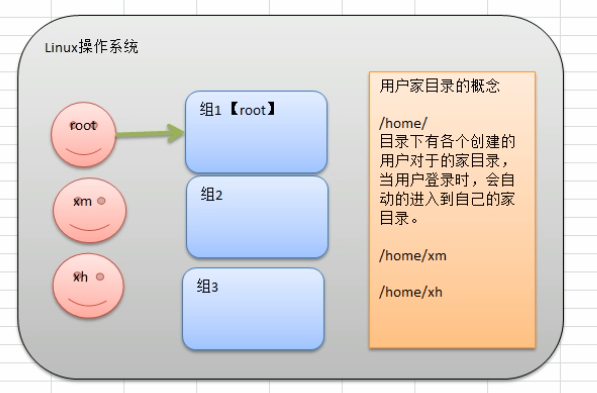 Linux操作系统
root
xm
xh
组1【root】
组2
组3
用户家目录的概念
/home/
目录下有各个创建的
用户对于的家目录，
当用户登录时，会自
动的进入到自己的家
目录。
/home/xm
/home/xh